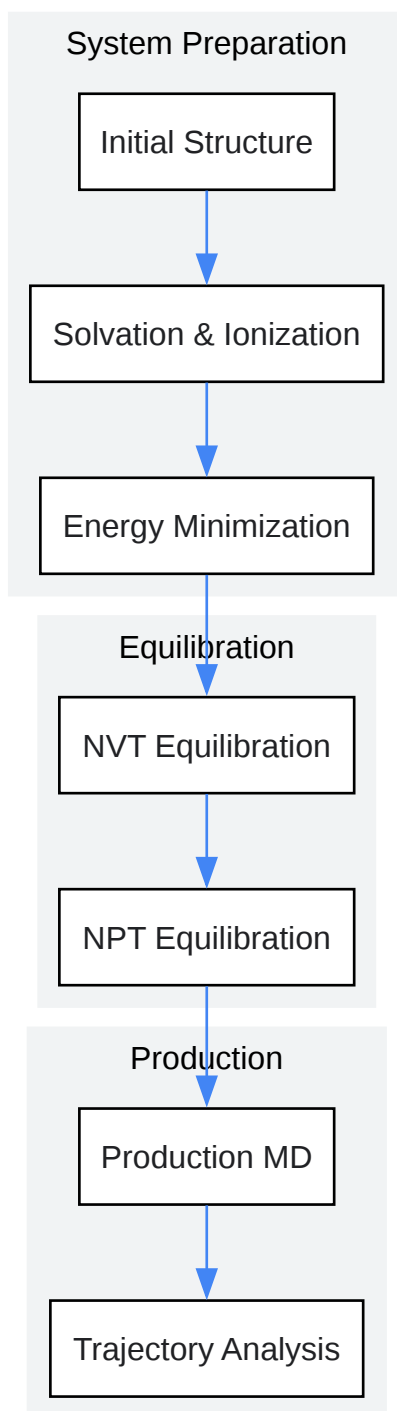 System Preparation
Initial Structure
Solvation & Ionization
Energy Minimization
Equilibration
NVT Equilibration
NPT Equilibration
Production
Production MD
Trajectory Analysis